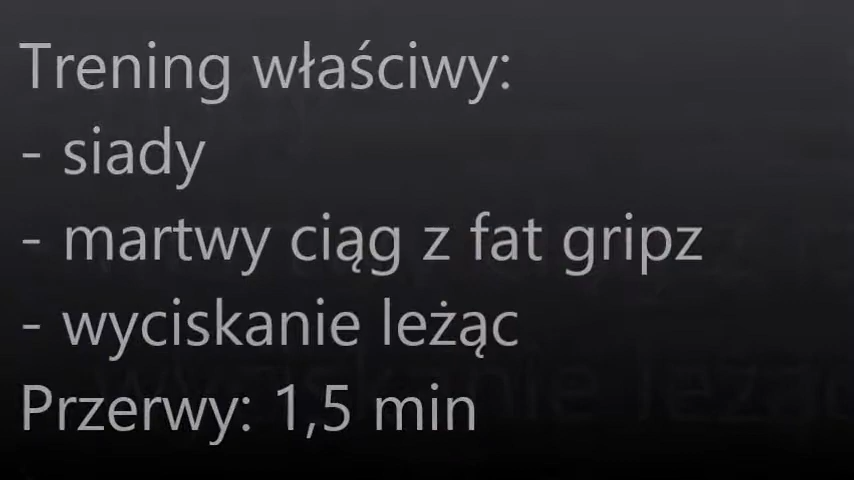 Trening właściwy:
- siady
- martwy ciąg z fat gripz
- wyciskanie leżąc
Przerwy: 1,5 min